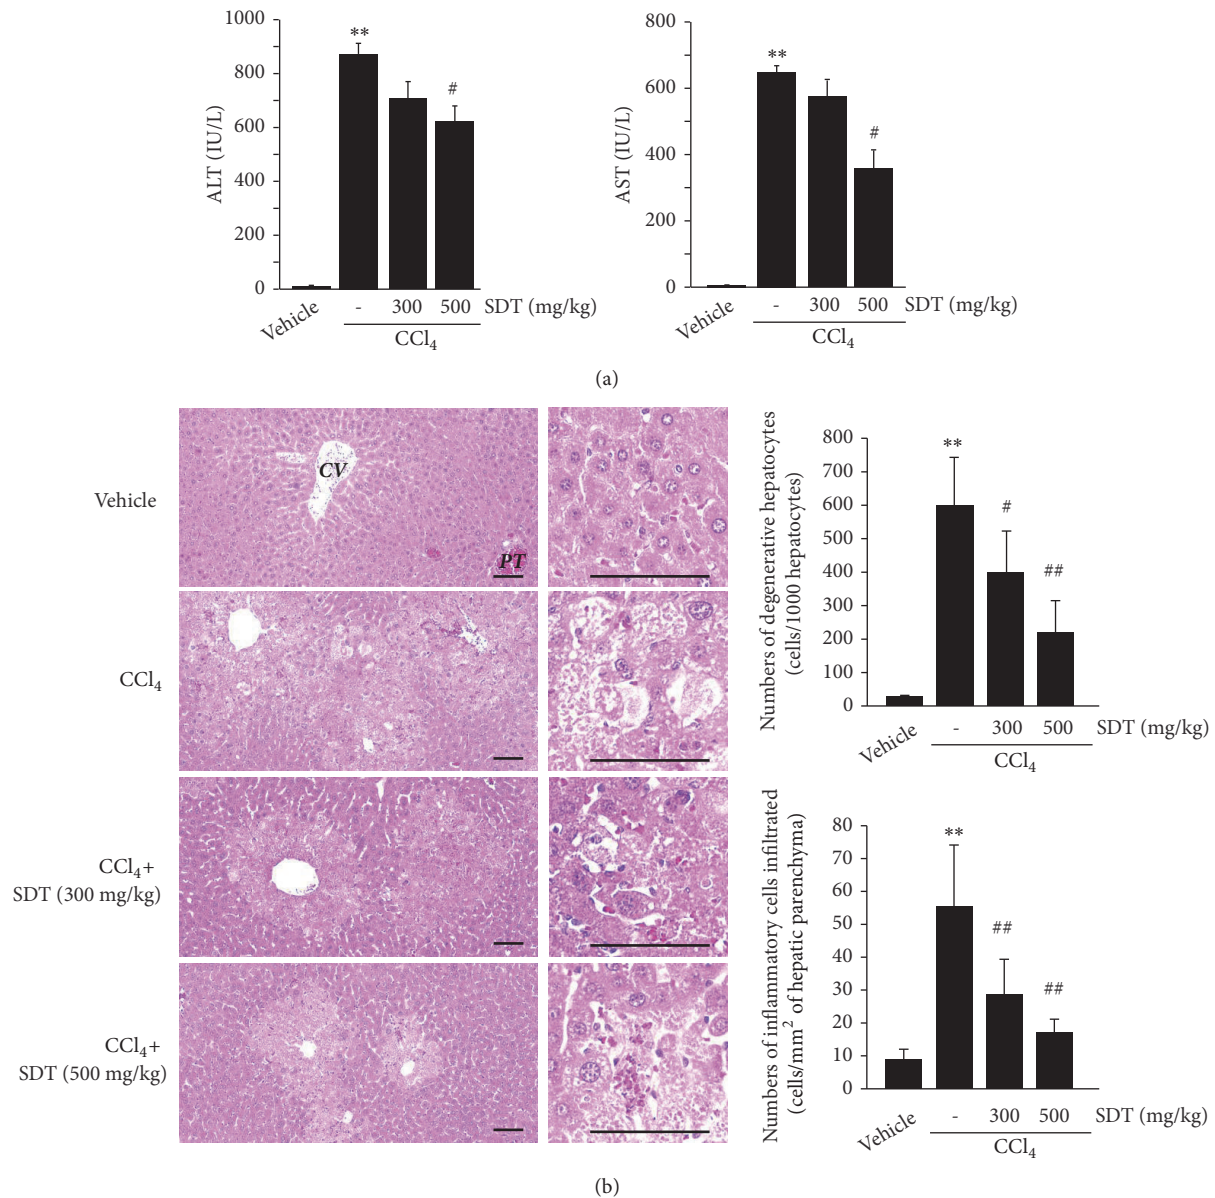 1000
800
600
400
200
0
ALT (IU/L)
**
#
Vehicle
-
300
500
SDT (mg/kg)
CCl4
800
600
400
200
0
AST (IU/L)
**
#
Vehicle
-
300
500
SDT (mg/kg)
CCl4
(a)
Vehicle
CV
PT
CCl4
CCl4+
SDT (300 mg/kg)
CCl4+
SDT (500 mg/kg)
Numbers of degenerative hepatocytes
(cells/1000 hepatocytes)
800
700
600
500
400
300
200
100
0
**
#
##
Vehicle
-
300
500
SDT (mg/kg)
CCl4
Numbers of inflammatory cells infiltrated
(cells/mm2 of hepatic parenchyma)
80
70
60
50
40
30
20
10
0
**
##
##
Vehicle
-
300
500
SDT (mg/kg)
CCl4
(b)